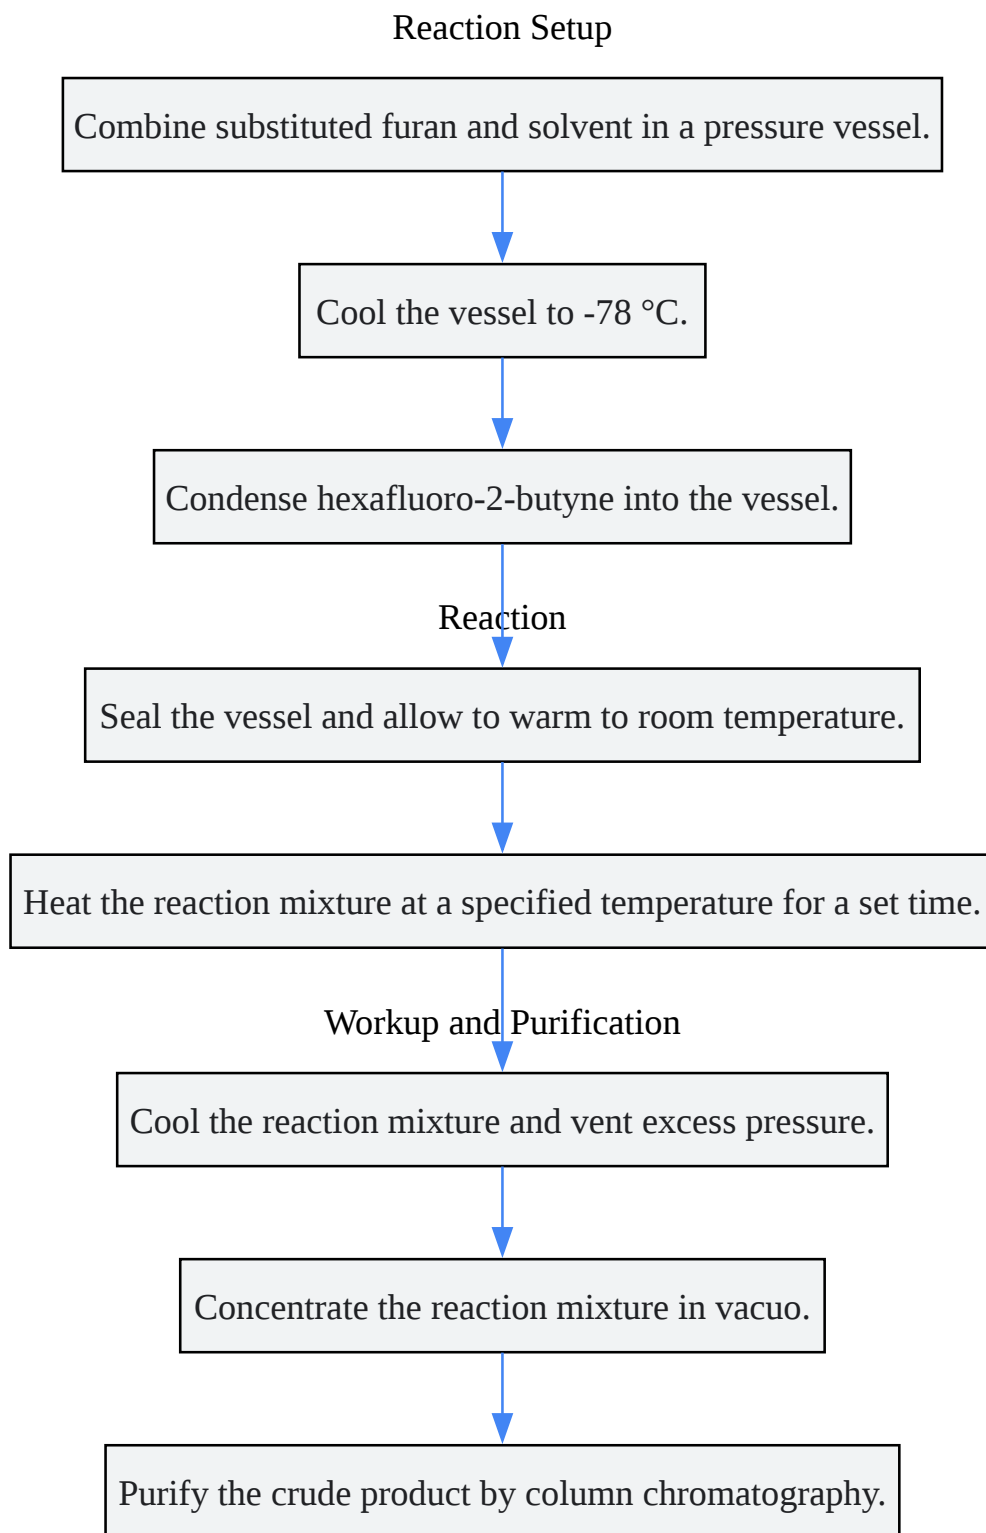 Reaction Setup
Combine substituted furan and solvent in a pressure vessel.
Cool the vessel to -78 °C.
Condense hexafluoro-2-butyne into the vessel.
Reaction
Seal the vessel and allow to warm to room temperature.
Heat the reaction mixture at a specified temperature for a set time.
Workup and Purification
Cool the reaction mixture and vent excess pressure.
Concentrate the reaction mixture in vacuo.
Purify the crude product by column chromatography.